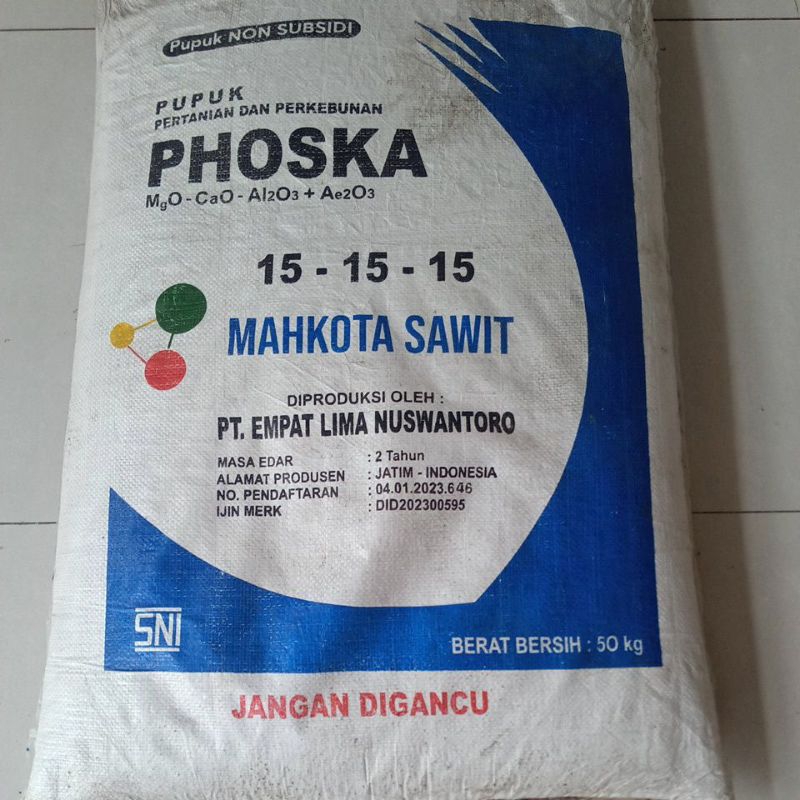 Pupuk NON SUBSIDI
PUPUK
PERTANIAN DAN PERKEBUNAN
PHOSKA
MgO - CaO - Al2O3 + Ae2O3
15 - 15 - 15
MAHKOTA SAWIT
DIPRODUKSI OLEH :
PT. EMPAT LIMA NUSWANTORO
MASA EDAR : 2 Tahun
ALAMAT PRODUSEN : JATIM - INDONESIA
NO. PENDAFTARAN : 04.01.2023.646
IJIN MERK : DID202300595
SNI
BERAT BERSIH : 50 kg
JANGAN DIGANCU